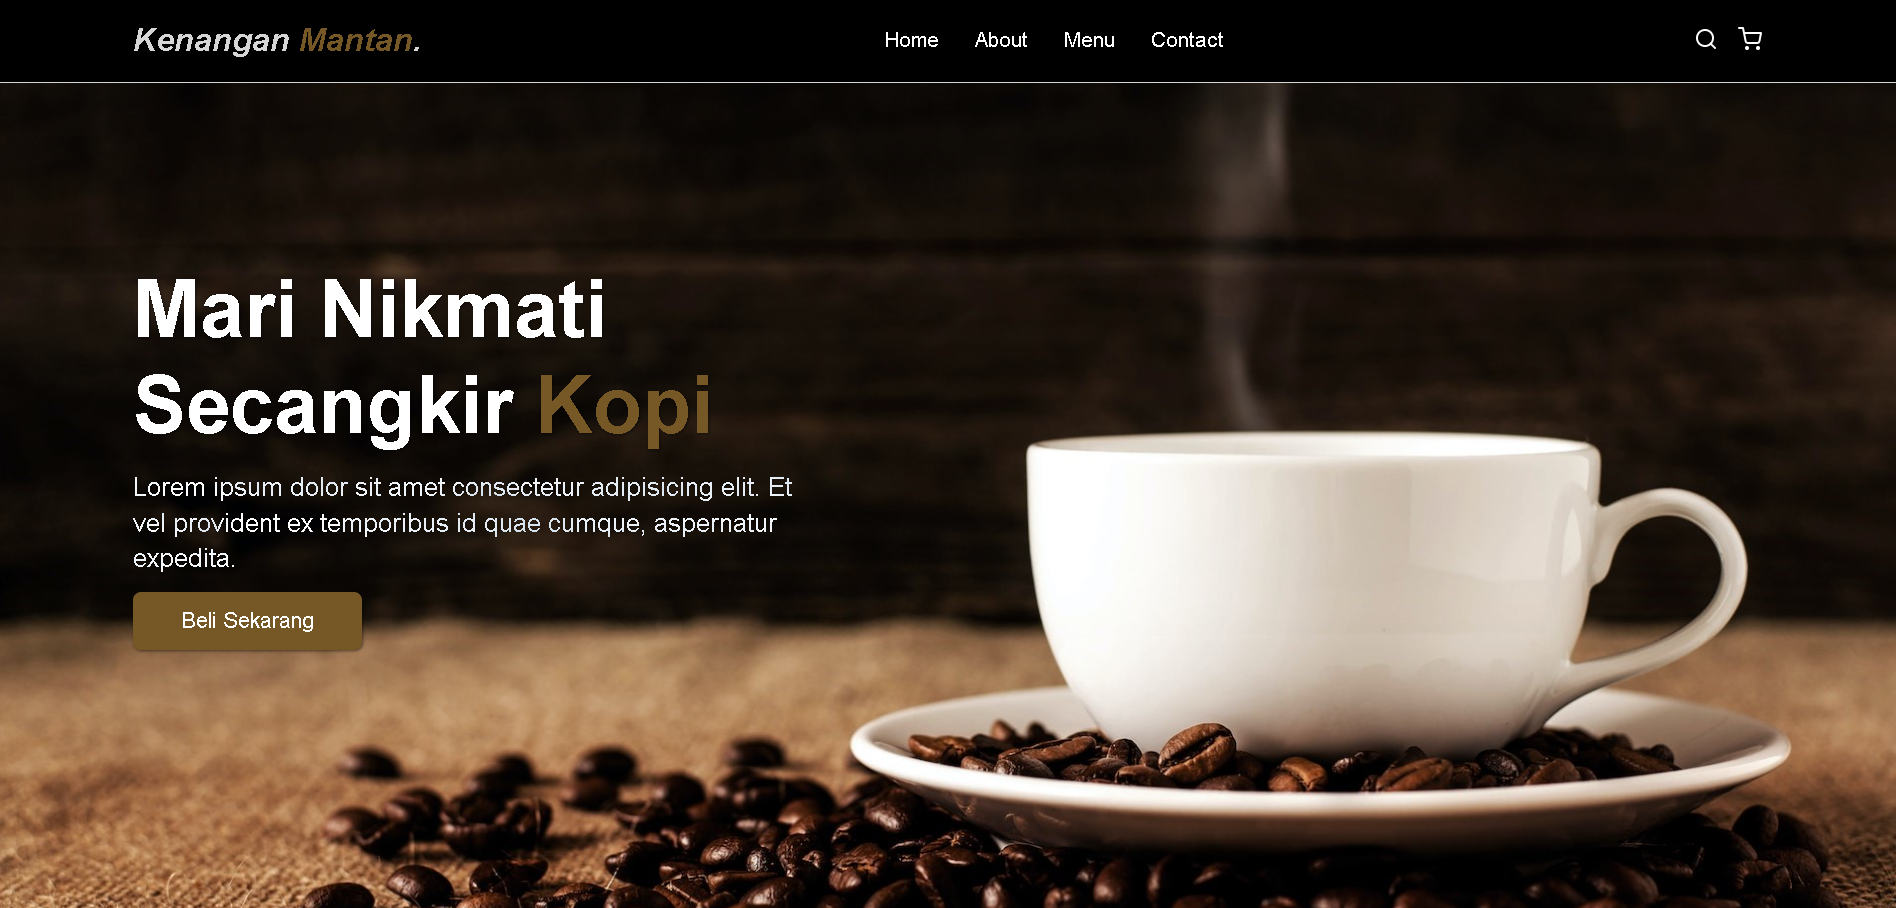 Kenangan Mantan.
Home About Menu Contact
Mari Nikmati
Secangkir Kopi
Lorem ipsum dolor sit amet consectetur adipisicing elit. Et
vel provident ex temporibus id quae cumque, aspernatur
expedita.
Beli Sekarang